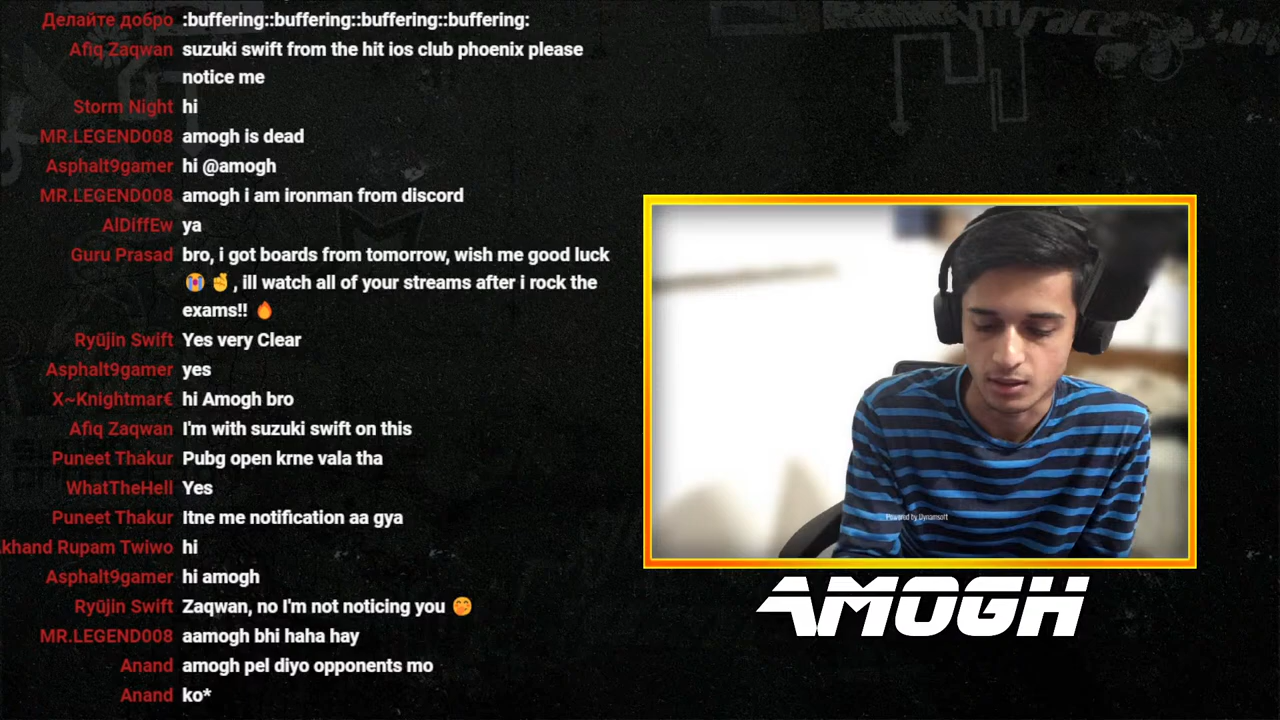 Делайте добро :buffering::buffering::buffering::buffering:
Afiq Zaqwan suzuki swift from the hit ios club phoenix please
notice me
Storm Night hi
MR.LEGEND008 amogh is dead
Asphalt9gamer hi @amogh
MR.LEGEND008 amogh i am ironman from discord
AlDiffEw ya
Guru Prasad bro, i got boards from tomorrow, wish me good luck
😭🤞, ill watch all of your streams after i rock the
exams!! 🔥
Ryūjin Swift Yes very Clear
Asphalt9gamer yes
X~Knightmar€ hi Amogh bro
Afiq Zaqwan I'm with suzuki swift on this
Puneet Thakur Pubg open krne vala tha
WhatTheHell Yes
Puneet Thakur Itne me notification aa gya
khand Rupam Twiwo hi
Asphalt9gamer hi amogh
Ryūjin Swift Zaqwan, no I'm not noticing you 🤭
MR.LEGEND008 aamogh bhi haha hay
Anand amogh pel diyo opponents mo
Anand ko*
Powered by Dynamsoft
AMOGH